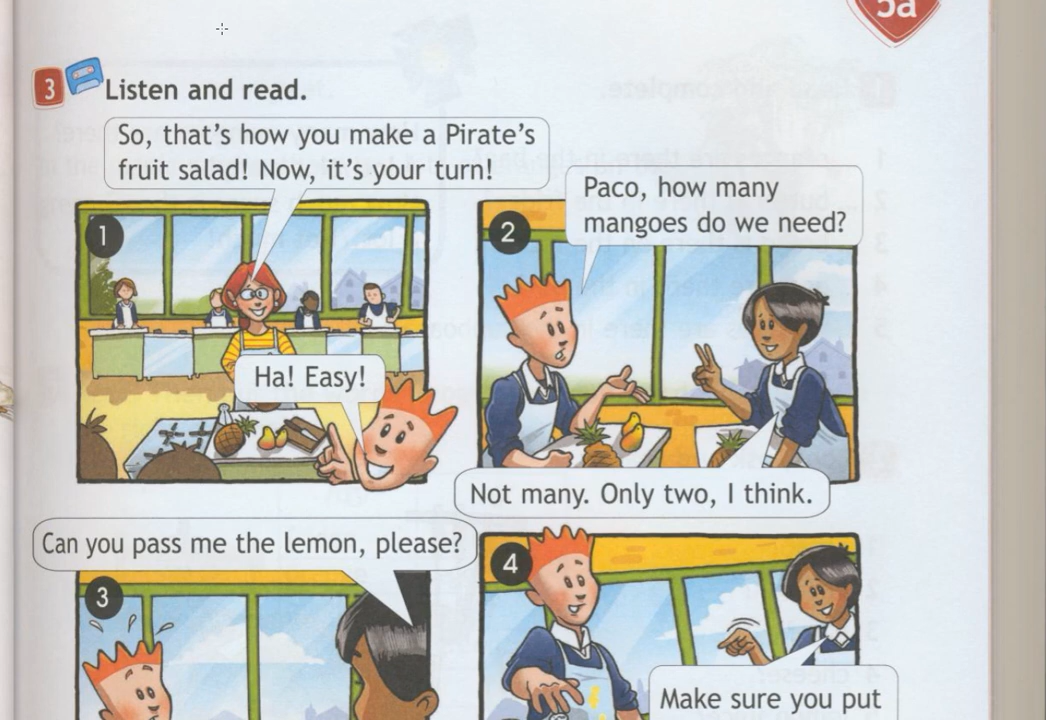 5a
3 Listen and read.
So, that's how you make a Pirate's
fruit salad! Now, it's your turn!
1
Ha! Easy!
2
Paco, how many
mangoes do we need?
Not many. Only two, I think.
Can you pass me the lemon, please?
3
4
Make sure you put